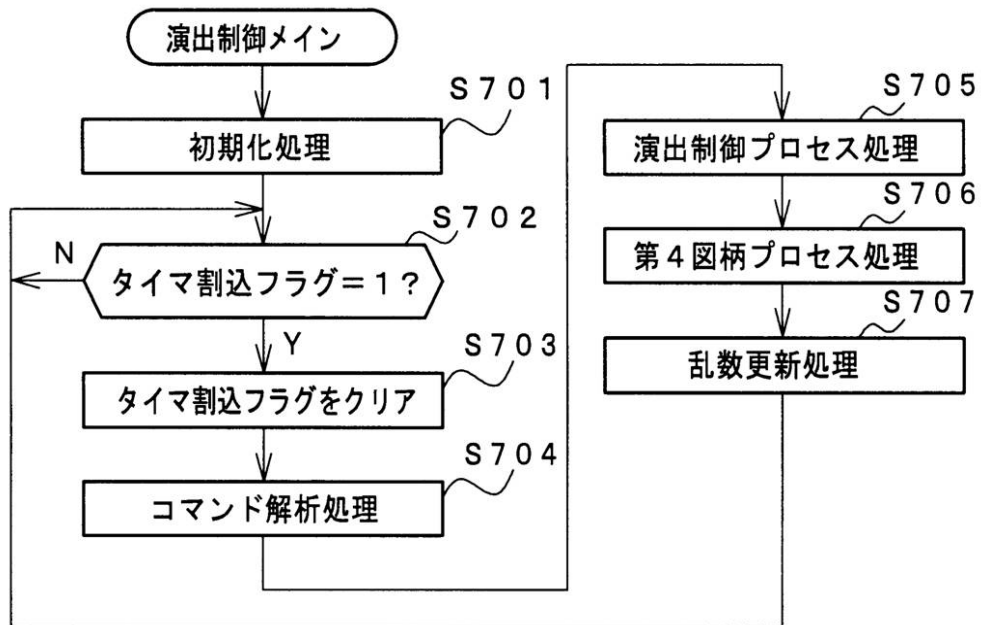 演出制御メイン
S701
初期化処理
S702
N
タイマ割込フラグ＝1?
Y
S703
タイマ割込フラグをクリア
S704
コマンド解析処理
S705
演出制御プロセス処理
S706
第4図柄プロセス処理
S707
乱数更新処理